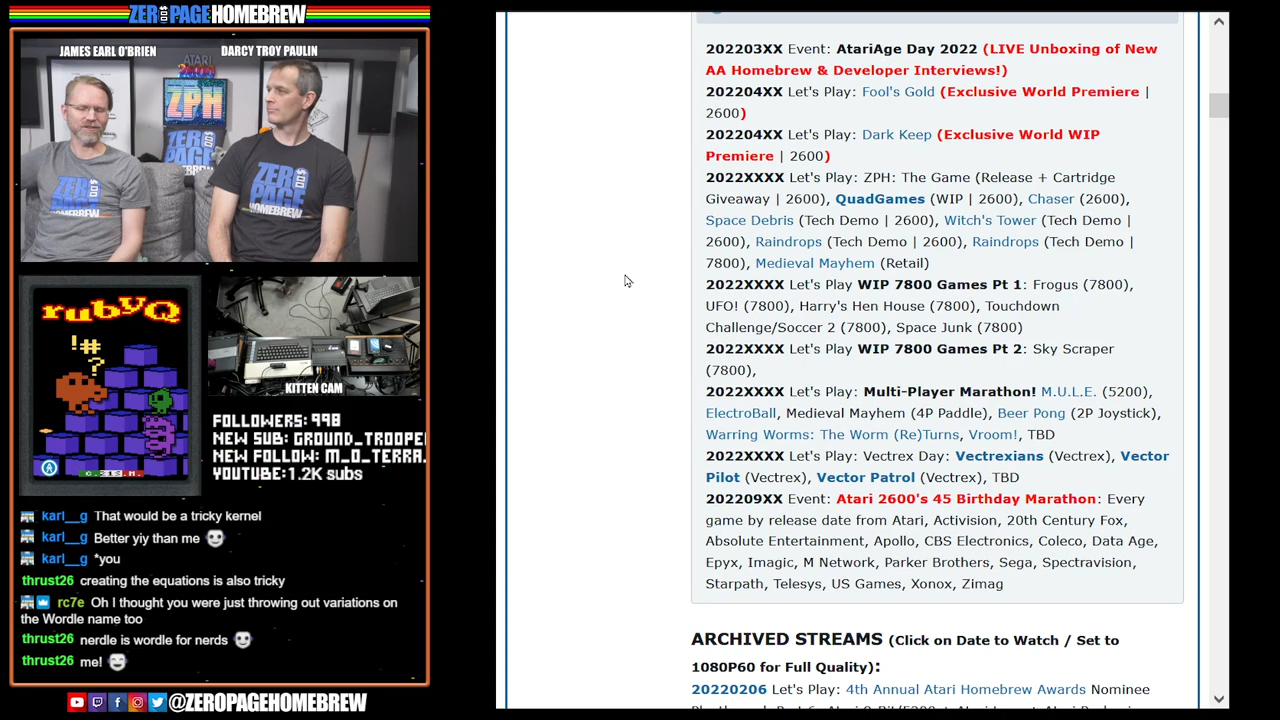 ZEROPAGEHOMEBREW
JAMES EARL O'BRIEN
DARCY TROY PAULIN
ATARI
ZPH
ZERO PAGE HOMEBREW
ZERO
PAGE
HOMEBREW
ZERO
PAGE
HOMEBREW
rubyQ
!#
?
KITTEN CAM
FOLLOWERS: 998
NEW SUB: GROUND_TROOPE
NEW FOLLOW: M_O_TERRA.
YOUTUBE: 1.2K subs
karl__g That would be a tricky kernel
karl__g Better yiy than me
karl__g *you
thrust26 creating the equations is also tricky
rc7e Oh I thought you were just throwing out variations on
the Wordle name too
thrust26 nerdle is wordle for nerds
thrust26 me!
@ZEROPAGEHOMEBREW
202203XX Event: AtariAge Day 2022 (LIVE Unboxing of New
AA Homebrew & Developer Interviews!)
202204XX Let's Play: Fool's Gold (Exclusive World Premiere |
2600)
202204XX Let's Play: Dark Keep (Exclusive World WIP
Premiere | 2600)
2022XXXX Let's Play: ZPH: The Game (Release + Cartridge
Giveaway | 2600), QuadGames (WIP | 2600), Chaser (2600),
Space Debris (Tech Demo | 2600), Witch's Tower (Tech Demo |
2600), Raindrops (Tech Demo | 2600), Raindrops (Tech Demo |
7800), Medieval Mayhem (Retail)
2022XXXX Let's Play WIP 7800 Games Pt 1: Frogus (7800),
UFO! (7800), Harry's Hen House (7800), Touchdown
Challenge/Soccer 2 (7800), Space Junk (7800)
2022XXXX Let's Play WIP 7800 Games Pt 2: Sky Scraper
(7800),
2022XXXX Let's Play: Multi-Player Marathon! M.U.L.E. (5200),
ElectroBall, Medieval Mayhem (4P Paddle), Beer Pong (2P Joystick),
Warring Worms: The Worm (Re)Turns, Vroom!, TBD
2022XXXX Let's Play: Vectrex Day: Vectrexians (Vectrex), Vector
Pilot (Vectrex), Vector Patrol (Vectrex), TBD
202209XX Event: Atari 2600's 45 Birthday Marathon: Every
game by release date from Atari, Activision, 20th Century Fox,
Absolute Entertainment, Apollo, CBS Electronics, Coleco, Data Age,
Epyx, Imagic, M Network, Parker Brothers, Sega, Spectravision,
Starpath, Telesys, US Games, Xonox, Zimag
ARCHIVED STREAMS (Click on Date to Watch / Set to
1080P60 for Full Quality):
20220206 Let's Play: 4th Annual Atari Homebrew Awards Nominee